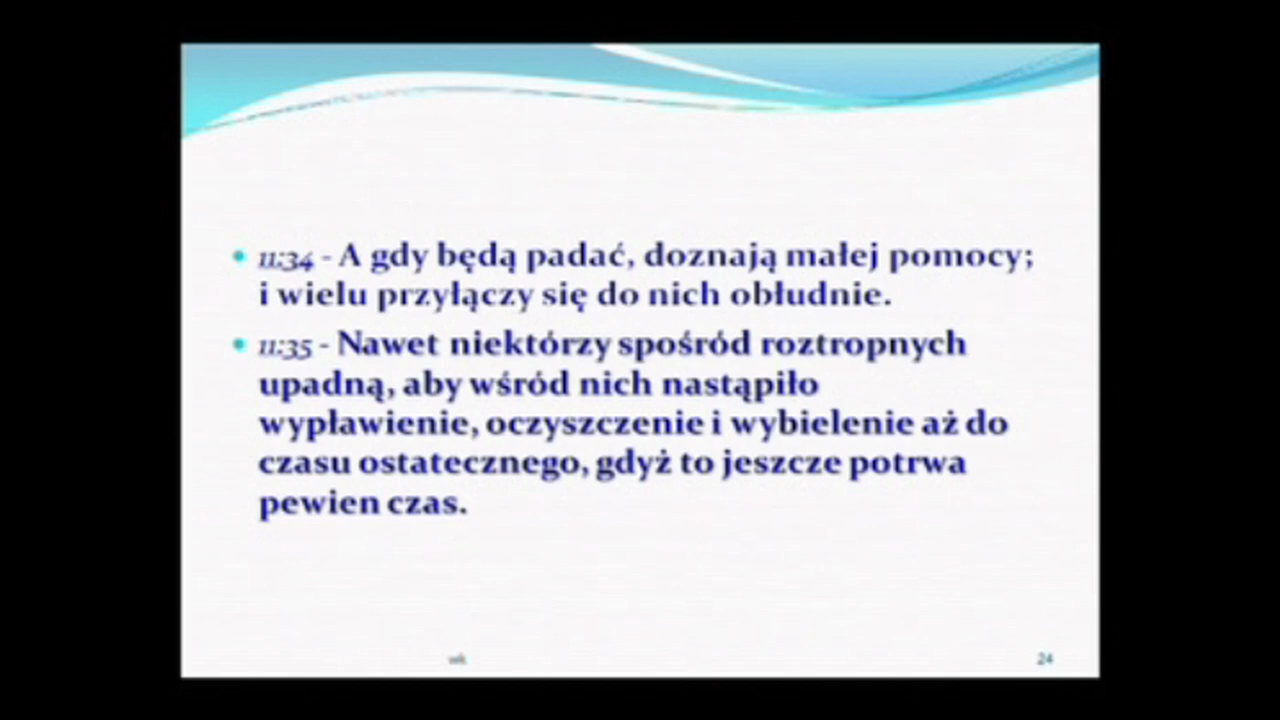 • 11:34 - A gdy będą padać, doznają małej pomocy;
i wielu przyłączy się do nich obłudnie.
• 11:35 - Nawet niektórzy spośród roztropnych
upadną, aby wśród nich nastąpiło
wypławienie, oczyszczenie i wybielenie aż do
czasu ostatecznego, gdyż to jeszcze potrwa
pewien czas.
wk
24